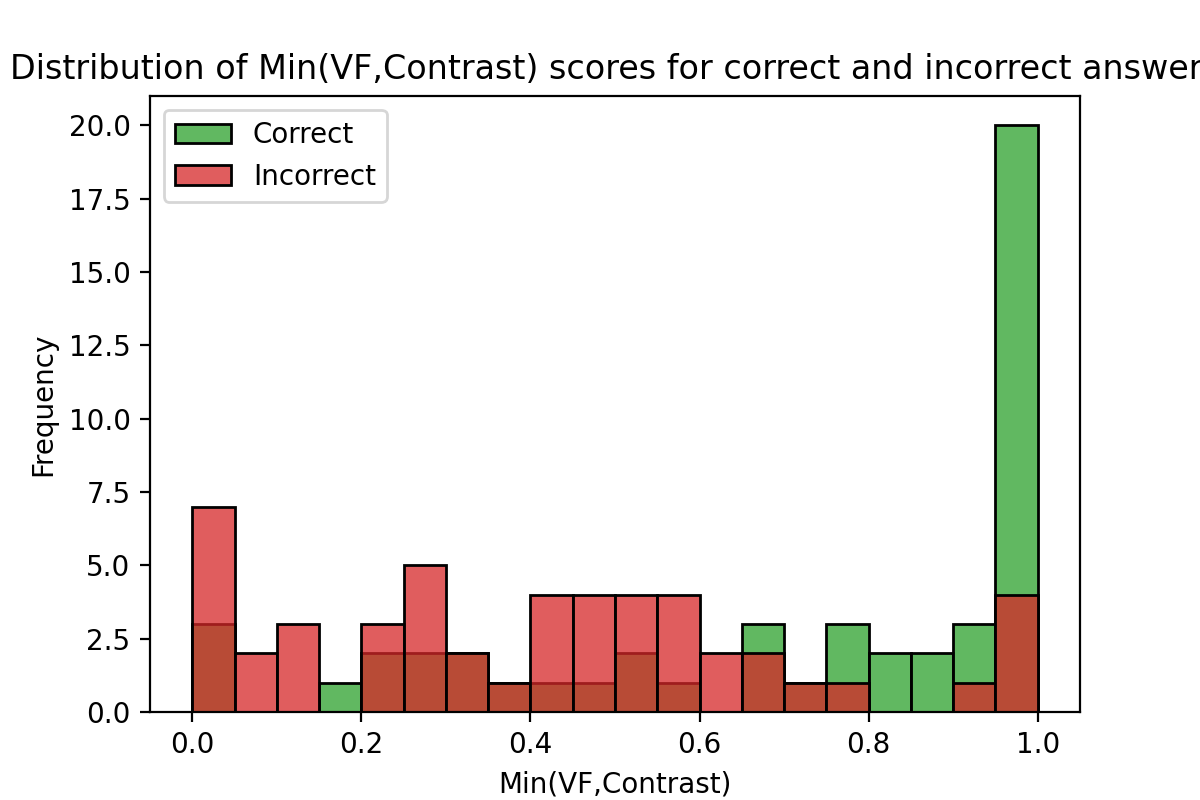 Distribution of Min(VF,Contrast) scores for correct and incorrect answer
Correct
Incorrect
20.0
17.5
15.0
12.5
10.0
7.5
5.0
2.5
0.0
Frequency
0.0 0.2 0.4 0.6 0.8 1.0
Min(VF,Contrast)